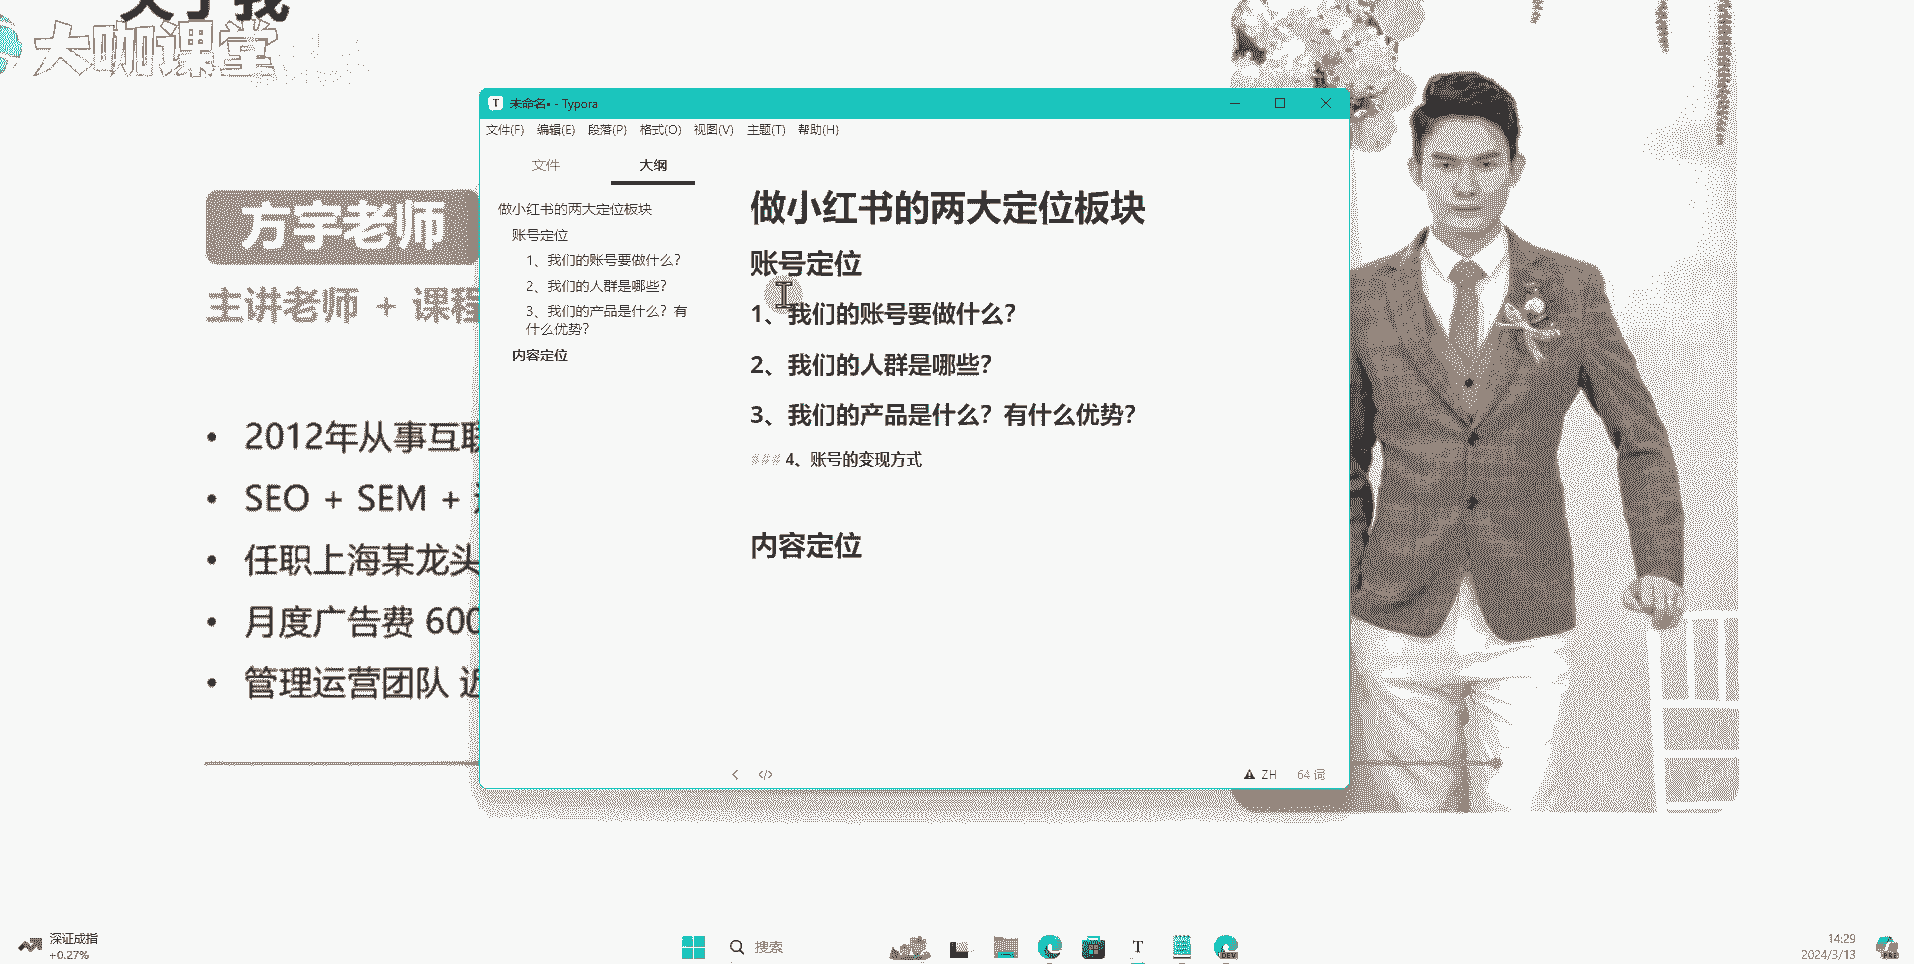 关于我
大咖课堂
方宇老师
主讲老师 + 课程
• 2012年从事互联
• SEO + SEM +
• 任职上海某龙头
• 月度广告费 600
• 管理运营团队 近
未命名• - Typora
文件(F) 编辑(E) 段落(P) 格式(O) 视图(V) 主题(T) 帮助(H)
文件 大纲
做小红书的两大定位板块
账号定位
1、我们的账号要做什么?
2、我们的人群是哪些?
3、我们的产品是什么？有
什么优势?
内容定位
做小红书的两大定位板块
账号定位
1、我们的账号要做什么?
2、我们的人群是哪些?
3、我们的产品是什么？有什么优势?
### 4、账号的变现方式
内容定位
ZH 64 词
深证成指
+0.27%
搜索
T
DEV
14:29
2024/3/13
PRE